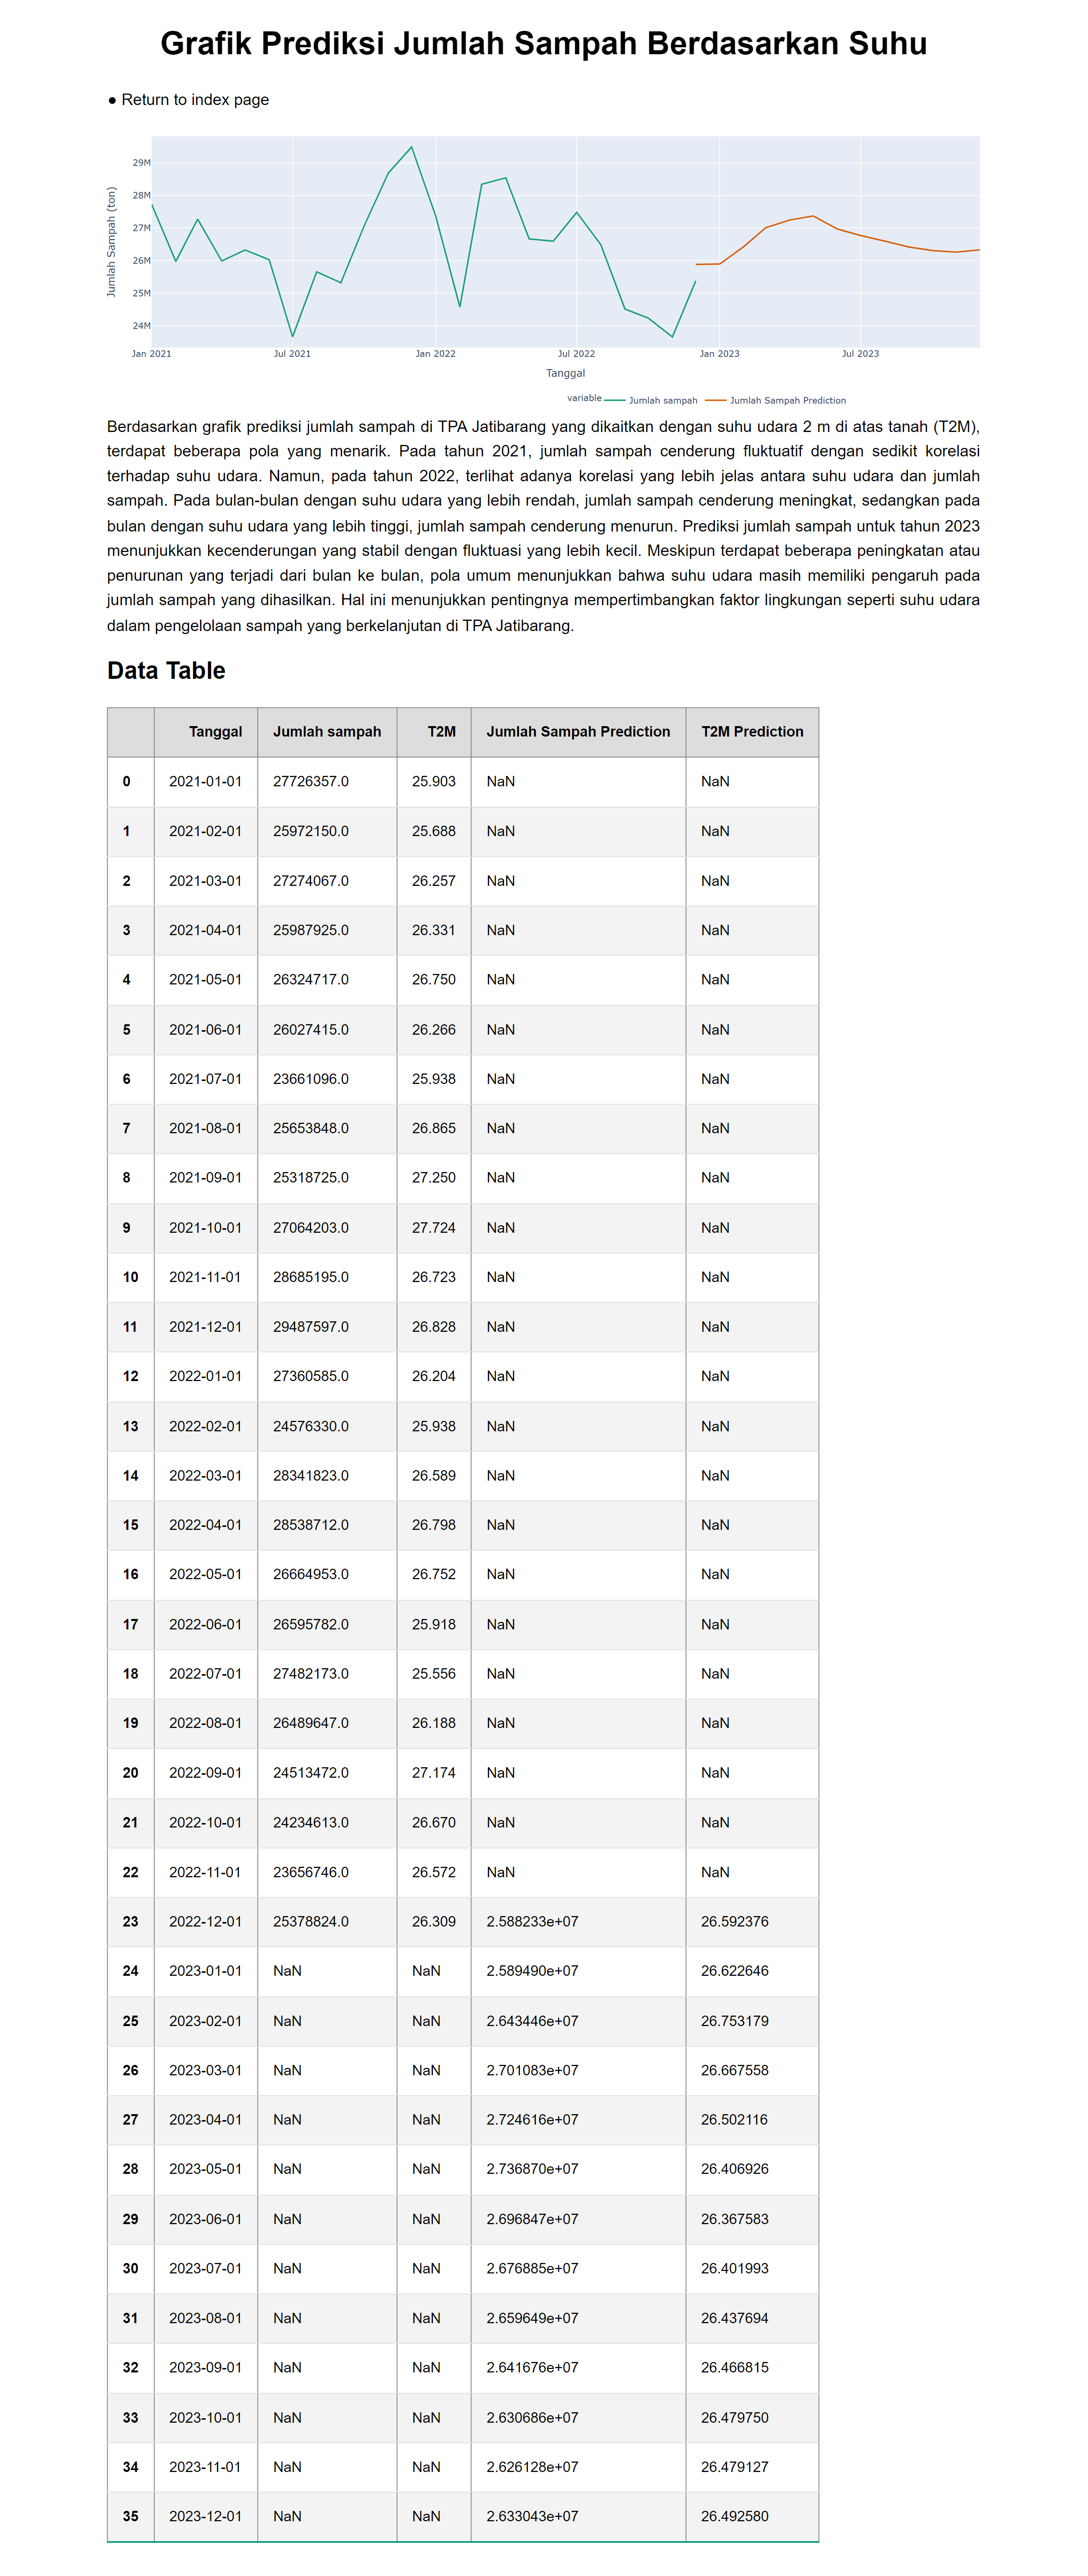 Grafik Prediksi Jumlah Sampah Berdasarkan Suhu
● Return to index page
29M
28M
27M
26M
25M
24M
Jumlah Sampah (ton)
Jan 2021 Jul 2021 Jan 2022 Jul 2022 Jan 2023 Jul 2023
Tanggal
variable Jumlah sampah Jumlah Sampah Prediction
Berdasarkan grafik prediksi jumlah sampah di TPA Jatibarang yang dikaitkan dengan suhu udara 2 m di atas tanah (T2M),
terdapat beberapa pola yang menarik. Pada tahun 2021, jumlah sampah cenderung fluktuatif dengan sedikit korelasi
terhadap suhu udara. Namun, pada tahun 2022, terlihat adanya korelasi yang lebih jelas antara suhu udara dan jumlah
sampah. Pada bulan-bulan dengan suhu udara yang lebih rendah, jumlah sampah cenderung meningkat, sedangkan pada
bulan dengan suhu udara yang lebih tinggi, jumlah sampah cenderung menurun. Prediksi jumlah sampah untuk tahun 2023
menunjukkan kecenderungan yang stabil dengan fluktuasi yang lebih kecil. Meskipun terdapat beberapa peningkatan atau
penurunan yang terjadi dari bulan ke bulan, pola umum menunjukkan bahwa suhu udara masih memiliki pengaruh pada
jumlah sampah yang dihasilkan. Hal ini menunjukkan pentingnya mempertimbangkan faktor lingkungan seperti suhu udara
dalam pengelolaan sampah yang berkelanjutan di TPA Jatibarang.
Data Table
Tanggal Jumlah sampah T2M Jumlah Sampah Prediction T2M Prediction
0 2021-01-01 27726357.0 25.903 NaN NaN
1 2021-02-01 25972150.0 25.688 NaN NaN
2 2021-03-01 27274067.0 26.257 NaN NaN
3 2021-04-01 25987925.0 26.331 NaN NaN
4 2021-05-01 26324717.0 26.750 NaN NaN
5 2021-06-01 26027415.0 26.266 NaN NaN
6 2021-07-01 23661096.0 25.938 NaN NaN
7 2021-08-01 25653848.0 26.865 NaN NaN
8 2021-09-01 25318725.0 27.250 NaN NaN
9 2021-10-01 27064203.0 27.724 NaN NaN
10 2021-11-01 28685195.0 26.723 NaN NaN
11 2021-12-01 29487597.0 26.828 NaN NaN
12 2022-01-01 27360585.0 26.204 NaN NaN
13 2022-02-01 24576330.0 25.938 NaN NaN
14 2022-03-01 28341823.0 26.589 NaN NaN
15 2022-04-01 28538712.0 26.798 NaN NaN
16 2022-05-01 26664953.0 26.752 NaN NaN
17 2022-06-01 26595782.0 25.918 NaN NaN
18 2022-07-01 27482173.0 25.556 NaN NaN
19 2022-08-01 26489647.0 26.188 NaN NaN
20 2022-09-01 24513472.0 27.174 NaN NaN
21 2022-10-01 24234613.0 26.670 NaN NaN
22 2022-11-01 23656746.0 26.572 NaN NaN
23 2022-12-01 25378824.0 26.309 2.588233e+07 26.592376
24 2023-01-01 NaN NaN 2.589490e+07 26.622646
25 2023-02-01 NaN NaN 2.643446e+07 26.753179
26 2023-03-01 NaN NaN 2.701083e+07 26.667558
27 2023-04-01 NaN NaN 2.724616e+07 26.502116
28 2023-05-01 NaN NaN 2.736870e+07 26.406926
29 2023-06-01 NaN NaN 2.696847e+07 26.367583
30 2023-07-01 NaN NaN 2.676885e+07 26.401993
31 2023-08-01 NaN NaN 2.659649e+07 26.437694
32 2023-09-01 NaN NaN 2.641676e+07 26.466815
33 2023-10-01 NaN NaN 2.630686e+07 26.479750
34 2023-11-01 NaN NaN 2.626128e+07 26.479127
35 2023-12-01 NaN NaN 2.633043e+07 26.492580